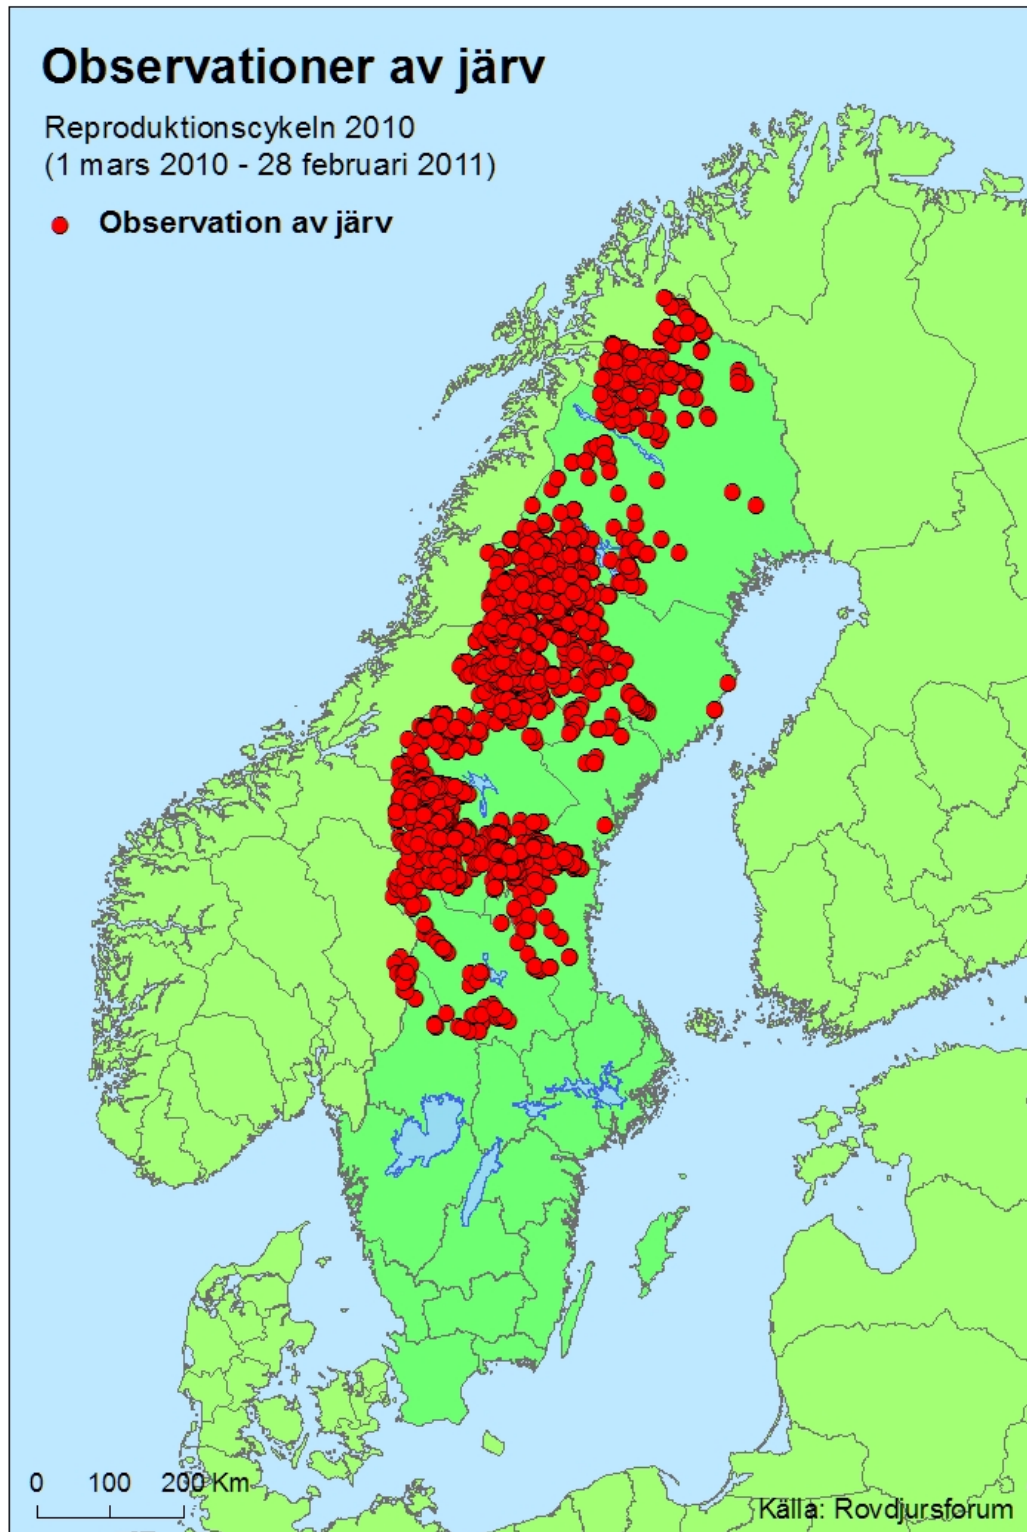 Observationer av järv
Reproduktionscykeln 2010
(1 mars 2010 - 28 februari 2011)
Observation av järv
0 100 200 Km
Källa: Rovdjursforum